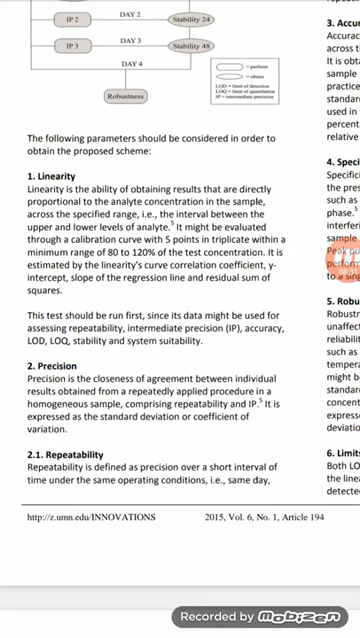 IP 2
DAY 2
Stability 24
IP 3
DAY 3
Stability 48
DAY 4
Robustness
= perform
= obtain
LOD = limit of detection
LOQ = limit of quantification
IP = intermediate precision
The following parameters should be considered in order to
obtain the proposed scheme:
1. Linearity
Linearity is the ability of obtaining results that are directly
proportional to the analyte concentration in the sample,
across the specified range, i.e., the interval between the
upper and lower levels of analyte.5 It might be evaluated
through a calibration curve with 5 points in triplicate within a
minimum range of 80 to 120% of the test concentration. It is
estimated by the linearity's curve correlation coefficient, y-
intercept, slope of the regression line and residual sum of
squares.
This test should be run first, since its data might be used for
assessing repeatability, intermediate precision (IP), accuracy,
LOD, LOQ, stability and system suitability.
2. Precision
Precision is the closeness of agreement between individual
results obtained from a repeatedly applied procedure in a
homogeneous sample, comprising repeatability and IP.5 It is
expressed as the standard deviation or coefficient of
variation.
2.1. Repeatability
Repeatability is defined as precision over a short interval of
time under the same operating conditions, i.e., same day,
3. Accur
Accurac
across t
It is obt
sample
practice
standar
used in
percent
relative
4. Speci
Specific
the pres
such as
phase.5
interfer
sample
Peak pu
perform
to a sing
5. Robu
Robustn
unaffect
reliabilit
such as
tempera
might b
standar
concent
express
deviatio
6. Limits
Both LO
the linea
detecte
http://z.umn.edu/INNOVATIONS
2015, Vol. 6, No. 1, Article 194
Recorded with Mobizen